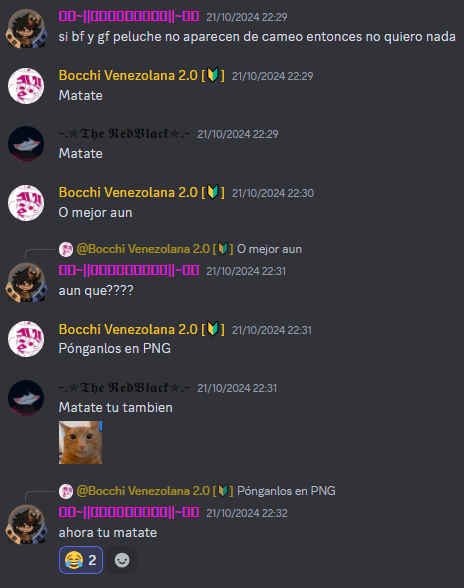 21/10/2024 22:29
si bf y gf peluche no aparecen de cameo entonces no quiero nada
Bocchi Venezolana 2.0 [🔰] 21/10/2024 22:29
Matate
-.✯𝕿𝖍𝖊 𝕽𝖊𝖉𝕭𝖑𝖆𝖈𝖐✯.- 21/10/2024 22:29
Matate
Bocchi Venezolana 2.0 [🔰] 21/10/2024 22:30
O mejor aun
@Bocchi Venezolana 2.0 [🔰] O mejor aun
21/10/2024 22:31
aun que????
Bocchi Venezolana 2.0 [🔰] 21/10/2024 22:31
Pónganlos en PNG
-.✯𝕿𝖍𝖊 𝕽𝖊𝖉𝕭𝖑𝖆𝖈𝖐✯.- 21/10/2024 22:31
Matate tu tambien
@Bocchi Venezolana 2.0 [🔰] Pónganlos en PNG
21/10/2024 22:32
ahora tu matate
😂 2